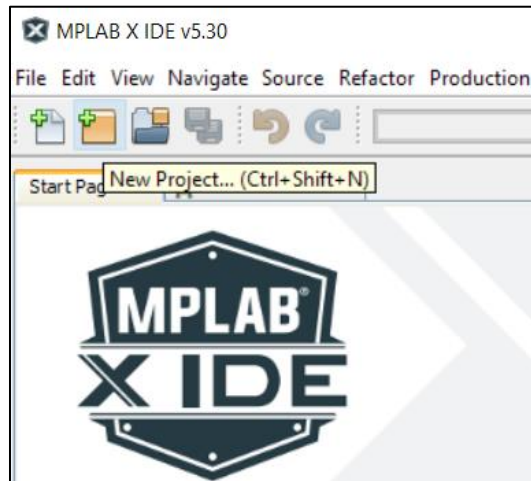 MPLAB X IDE v5.30
File Edit View Navigate Source Refactor Production
New Project... (Ctrl+Shift+N)
Start Pag
MPLAB®
X IDE